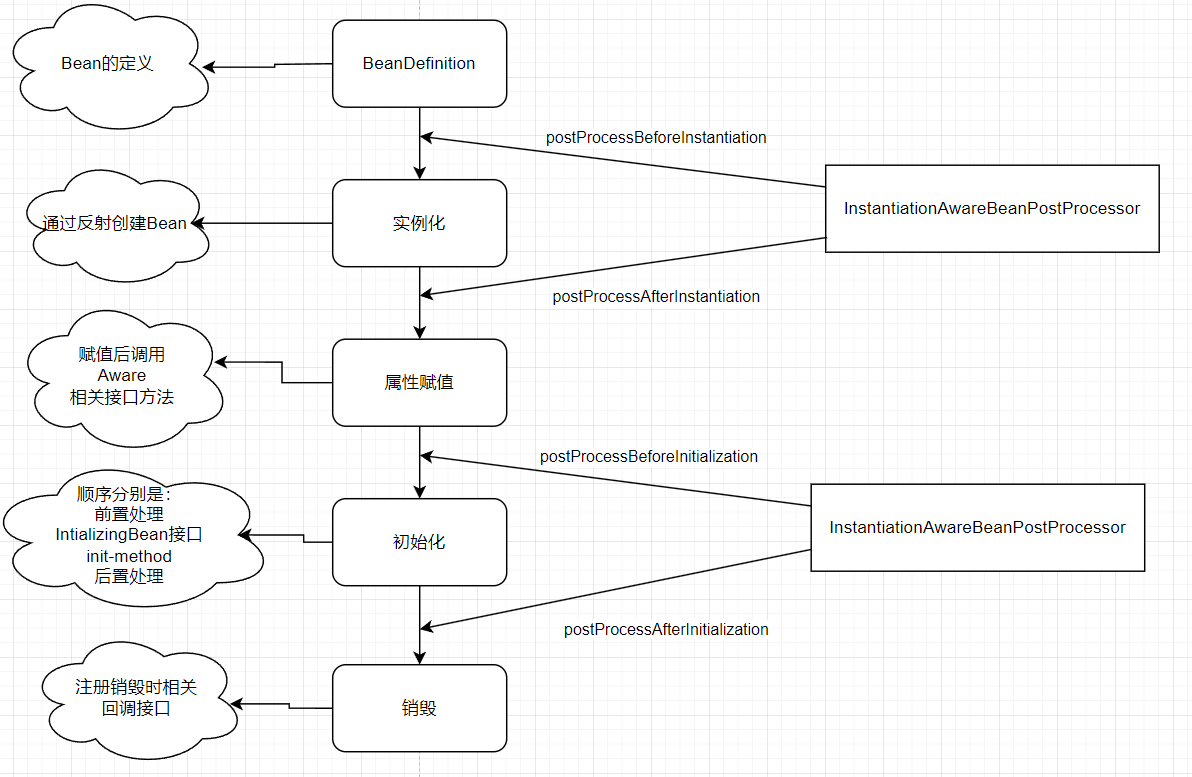 Bean的定义
BeanDefinition
postProcessBeforeInstantiation
InstantiationAwareBeanPostProcessor
通过反射创建Bean
实例化
postProcessAfterInstantiation
赋值后调用
Aware
相关接口方法
属性赋值
postProcessBeforeInitialization
顺序分别是：
前置处理
IntializingBean接口
init-method
后置处理
初始化
InstantiationAwareBeanPostProcessor
postProcessAfterInitialization
注册销毁时相关
回调接口
销毁